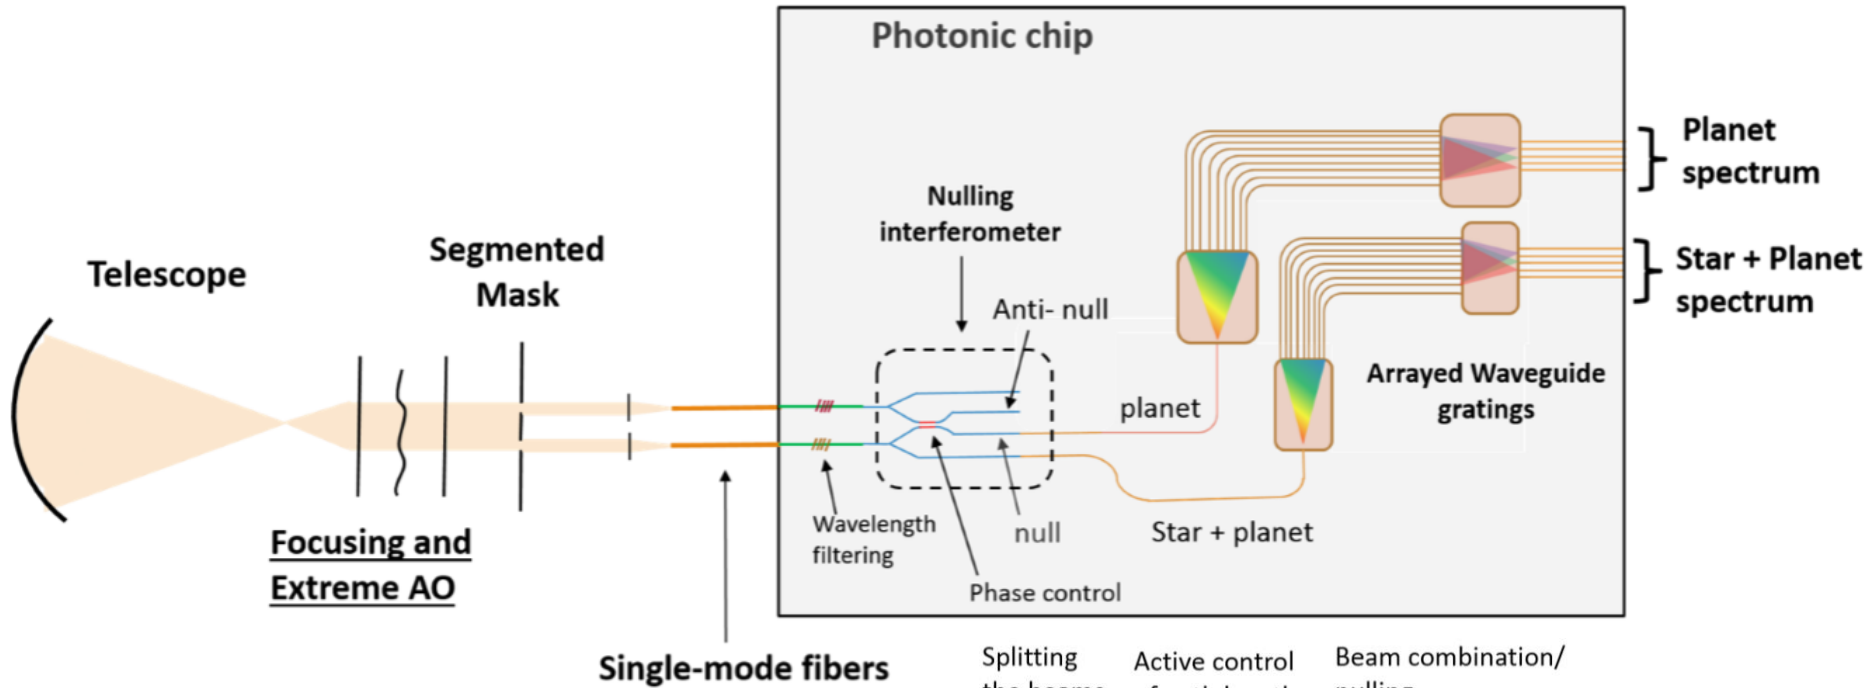 Photonic chip
Planet
spectrum
Nulling
interferometer
Segmented
Mask
Telescope
Star + Planet
spectrum
Anti- null
Arrayed Waveguide
gratings
planet
Wavelength
filtering
null
Star + planet
Focusing and
Extreme AO
Phase control
Single-mode fibers
Splitting
Active control
Beam combination/